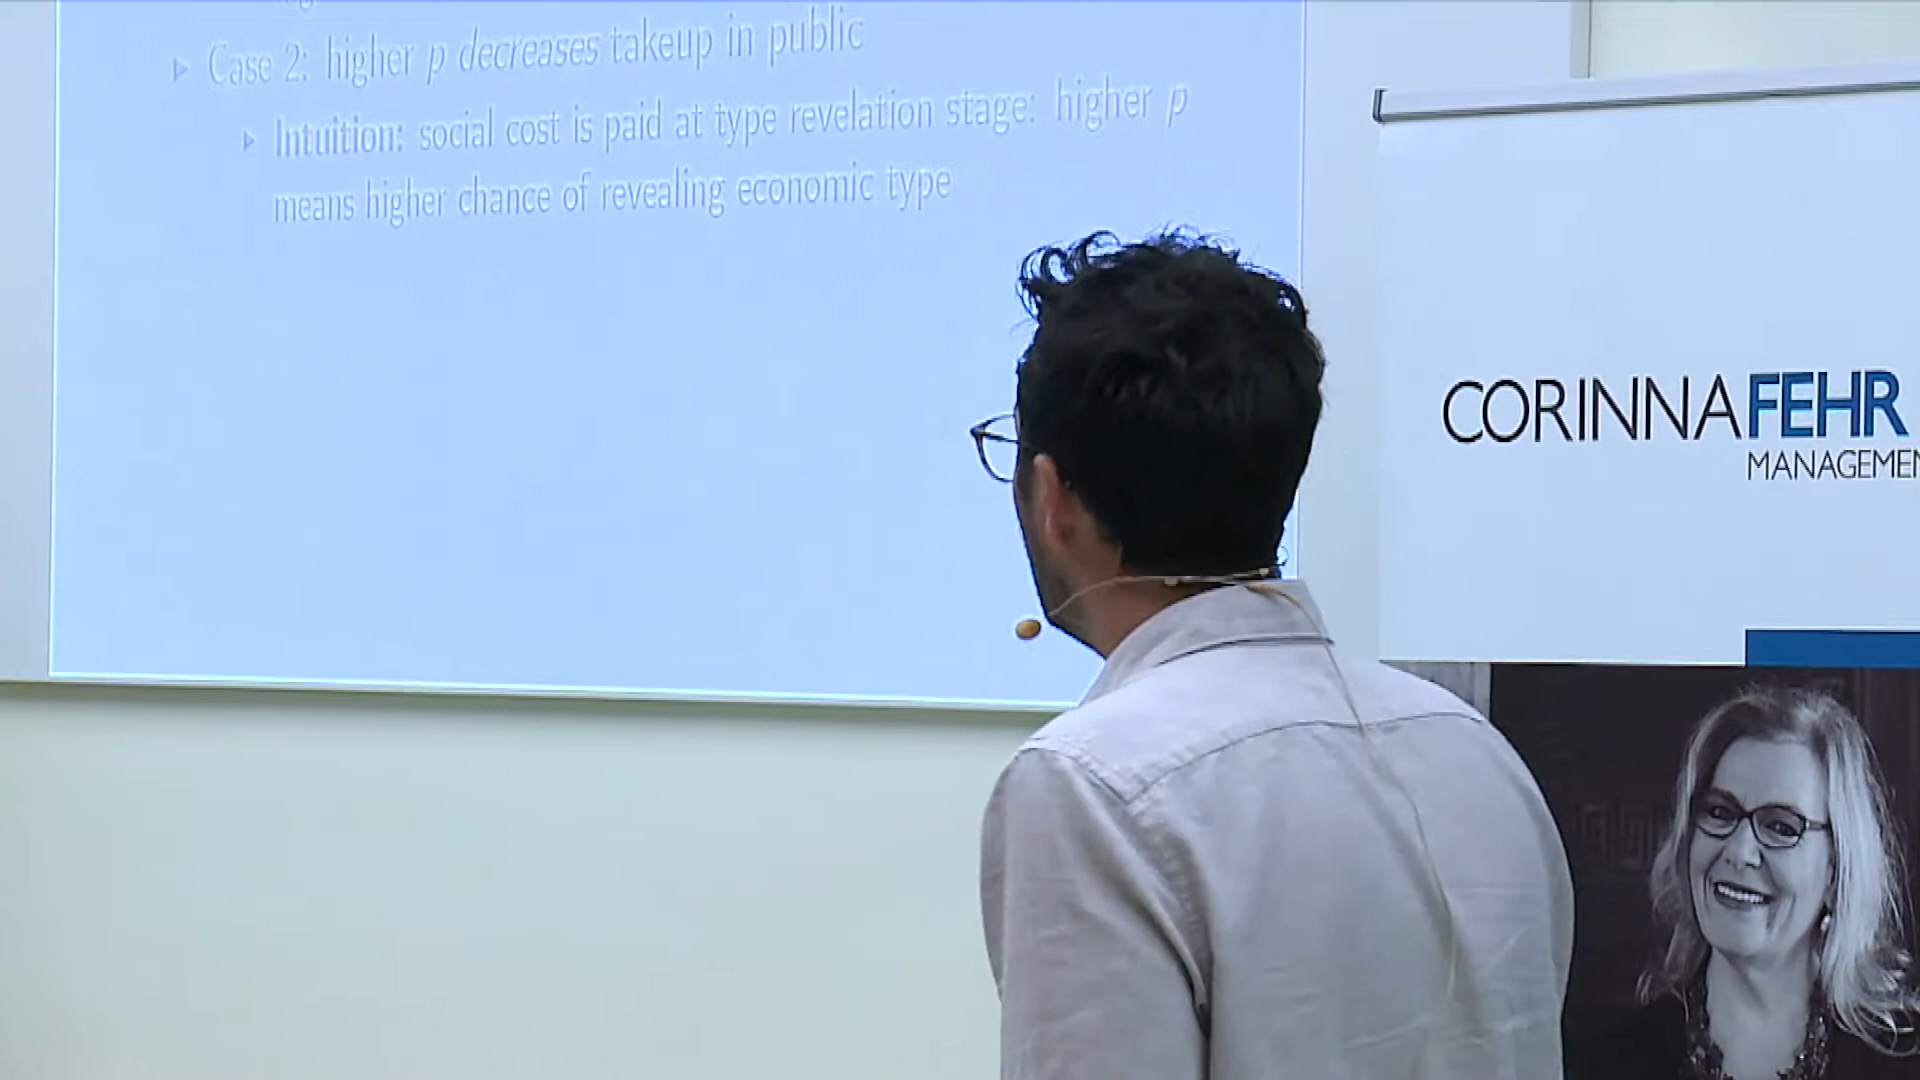 Case 2: higher p decreases takeup in public
Intuition: social cost is paid at type revelation stage: higher p
means higher chance of revealing economic type
CORINNAFEHR
MANAGEMEN